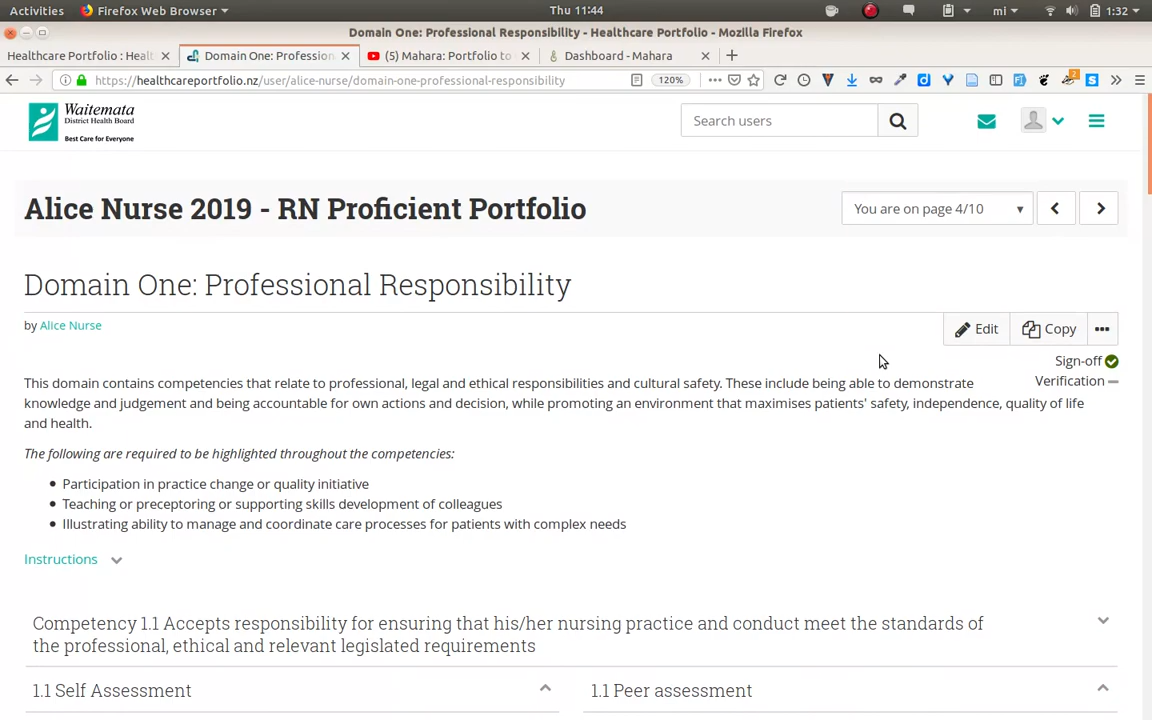 Activities Firefox Web Browser Thu 11:44 mi 1:32
Domain One: Professional Responsibility - Healthcare Portfolio - Mozilla Firefox
Healthcare Portfolio : Healt Domain One: Profession (5) Mahara: Portfolio to Dashboard - Mahara
https://healthcareportfolio.nz/user/alice-nurse/domain-one-professional-responsibility 120% 2
Waitemata
District Health Board
Best Care for Everyone
Search users
Alice Nurse 2019 - RN Proficient Portfolio
You are on page 4/10
Domain One: Professional Responsibility
by Alice Nurse
Edit Copy
Sign-off
Verification
This domain contains competencies that relate to professional, legal and ethical responsibilities and cultural safety. These include being able to demonstrate
knowledge and judgement and being accountable for own actions and decision, while promoting an environment that maximises patients' safety, independence, quality of life
and health.
The following are required to be highlighted throughout the competencies:
Participation in practice change or quality initiative
Teaching or preceptoring or supporting skills development of colleagues
Illustrating ability to manage and coordinate care processes for patients with complex needs
Instructions
Competency 1.1 Accepts responsibility for ensuring that his/her nursing practice and conduct meet the standards of
the professional, ethical and relevant legislated requirements
1.1 Self Assessment
1.1 Peer assessment